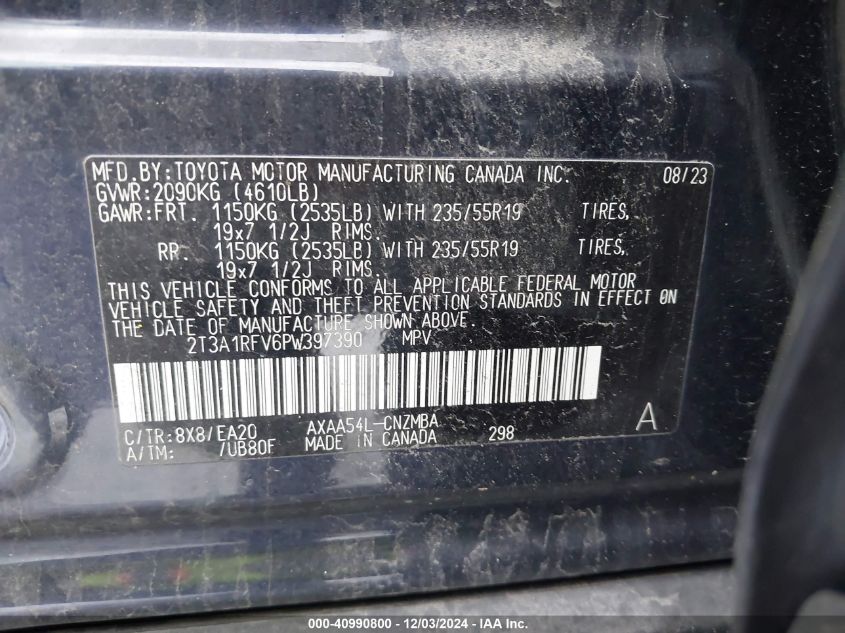 MFD.BY:TOYOTA MOTOR MANUFACTURING CANADA INC. 08/23
GVWR:2090KG (4610LB)
GAWR:FRT. 1150KG (2535LB) WITH 235/55R19 TIRES,
19x7 1/2J RIMS.
RR. 1150KG (2535LB) WITH 235/55R19 TIRES,
19x7 1/2J RIMS.
THIS VEHICLE CONFORMS TO ALL APPLICABLE FEDERAL MOTOR
VEHICLE SAFETY AND THEFT PREVENTION STANDARDS IN EFFECT ON
THE DATE OF MANUFACTURE SHOWN ABOVE.
2T3A1RFV6PW397390 MPV
C/TR:8X8/EA20 AXAA54L-CNZMBA A
A/TM: /UB80F MADE IN CANADA 298
000-40990800 - 12/03/2024 - IAA Inc.